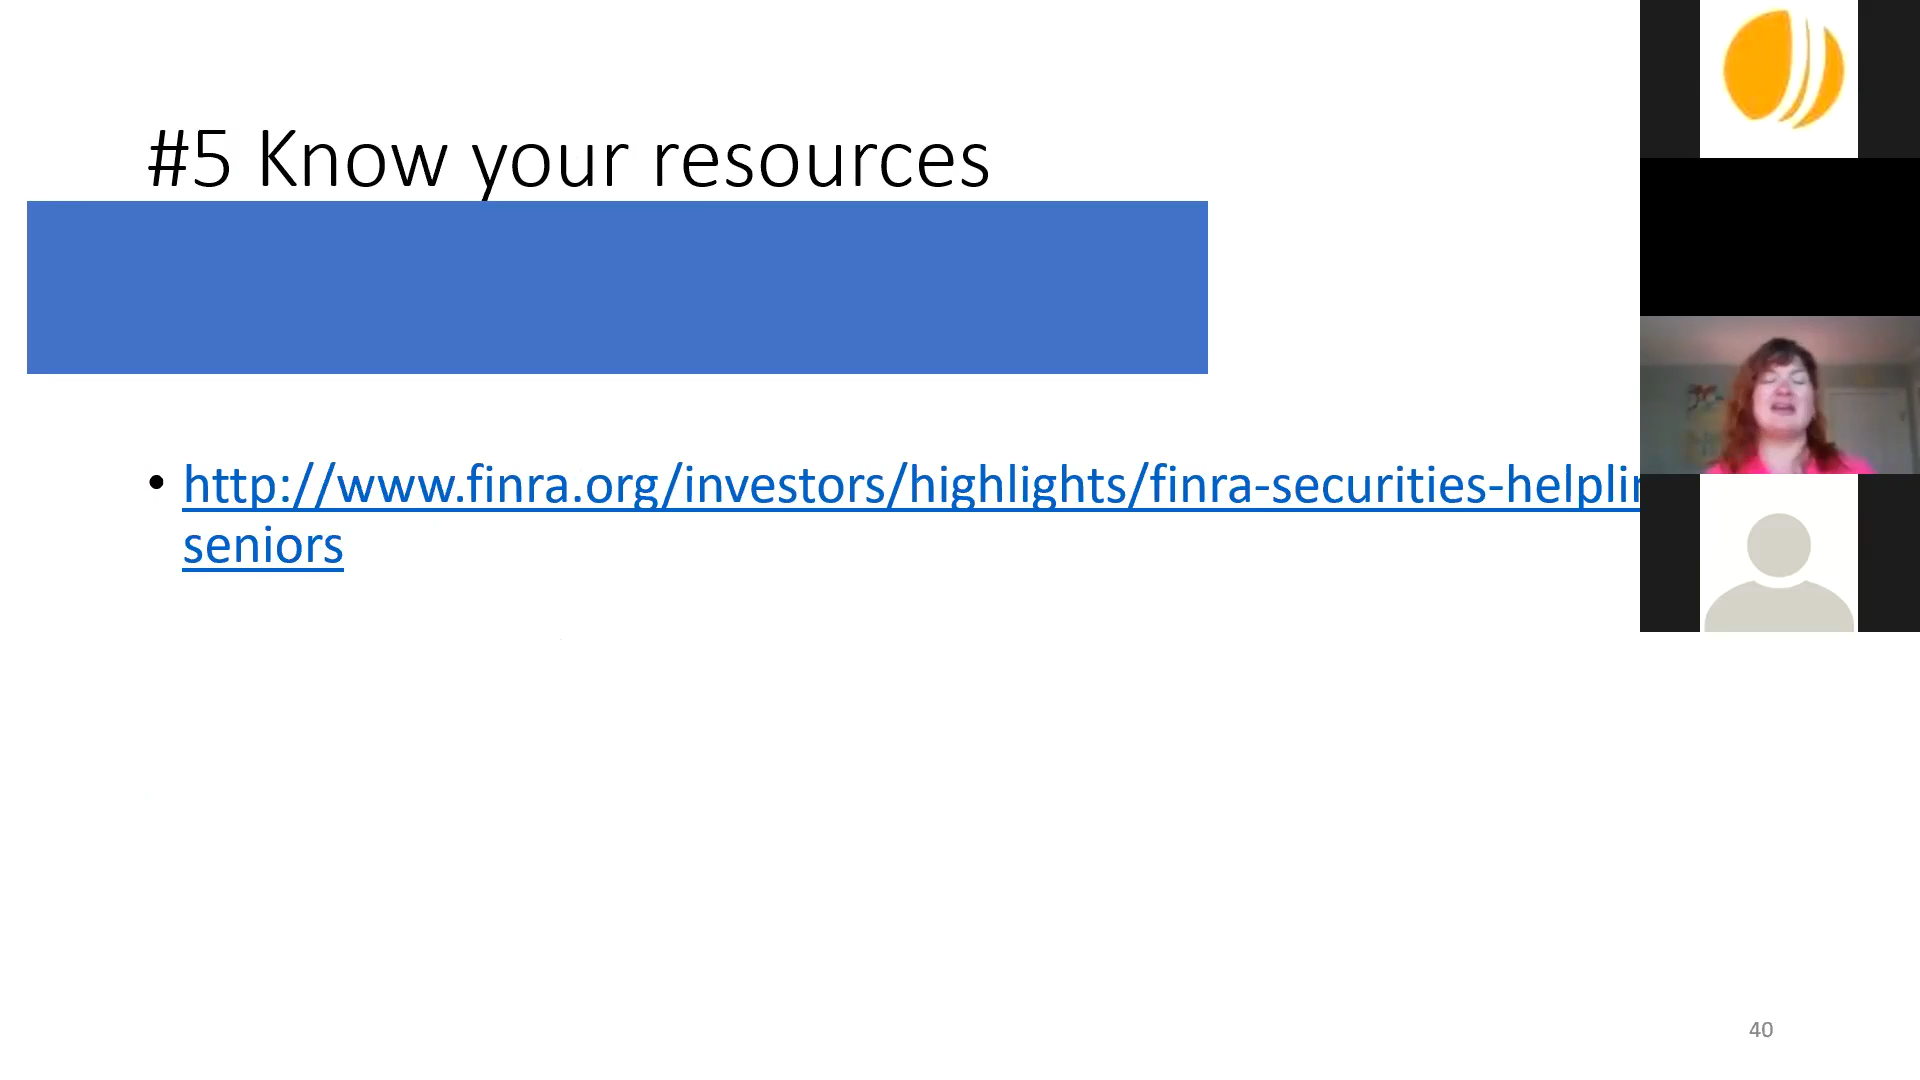 #5 Know your resources
• http://www.finra.org/investors/highlights/finra-securities-helpli
seniors
40